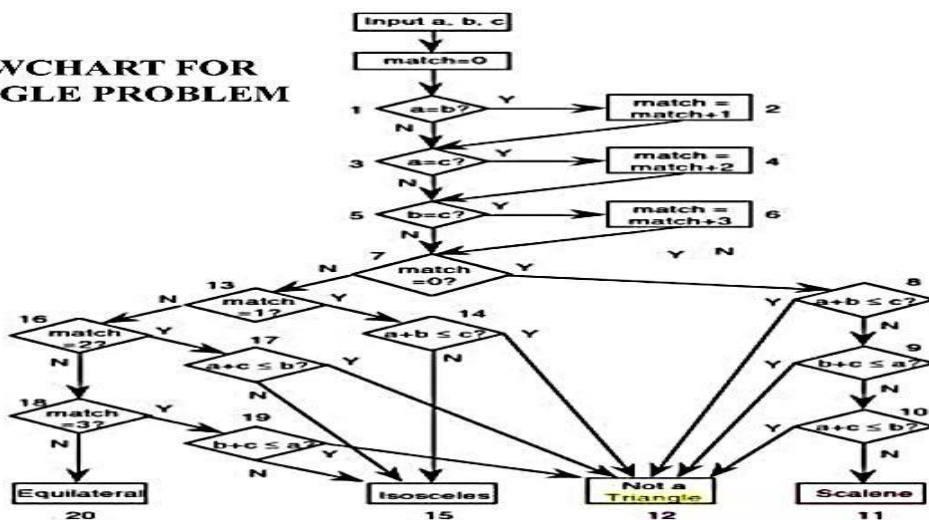 Input a, b, c
match=0
WCHART FOR
GLE PROBLEM
1
a=b?
Y
match =
match+1
2
N
3
a=c?
Y
match =
match+2
4
N
5
b=c?
Y
match =
match+3
6
N
Y N
7
match
=0?
N
Y
13
match
=1?
N
Y
8
a+b ≤ c?
Y
N
14
a+b ≤ c?
Y
N
16
match
=2?
Y
N
17
a+c ≤ b?
Y
N
9
b+c ≤ a?
Y
N
18
match
=3?
Y
N
19
b+c ≤ a?
Y
N
10
a+c ≤ b?
Y
N
Equilateral
20
Isosceles
15
Not a
Triangle
12
Scalene
11